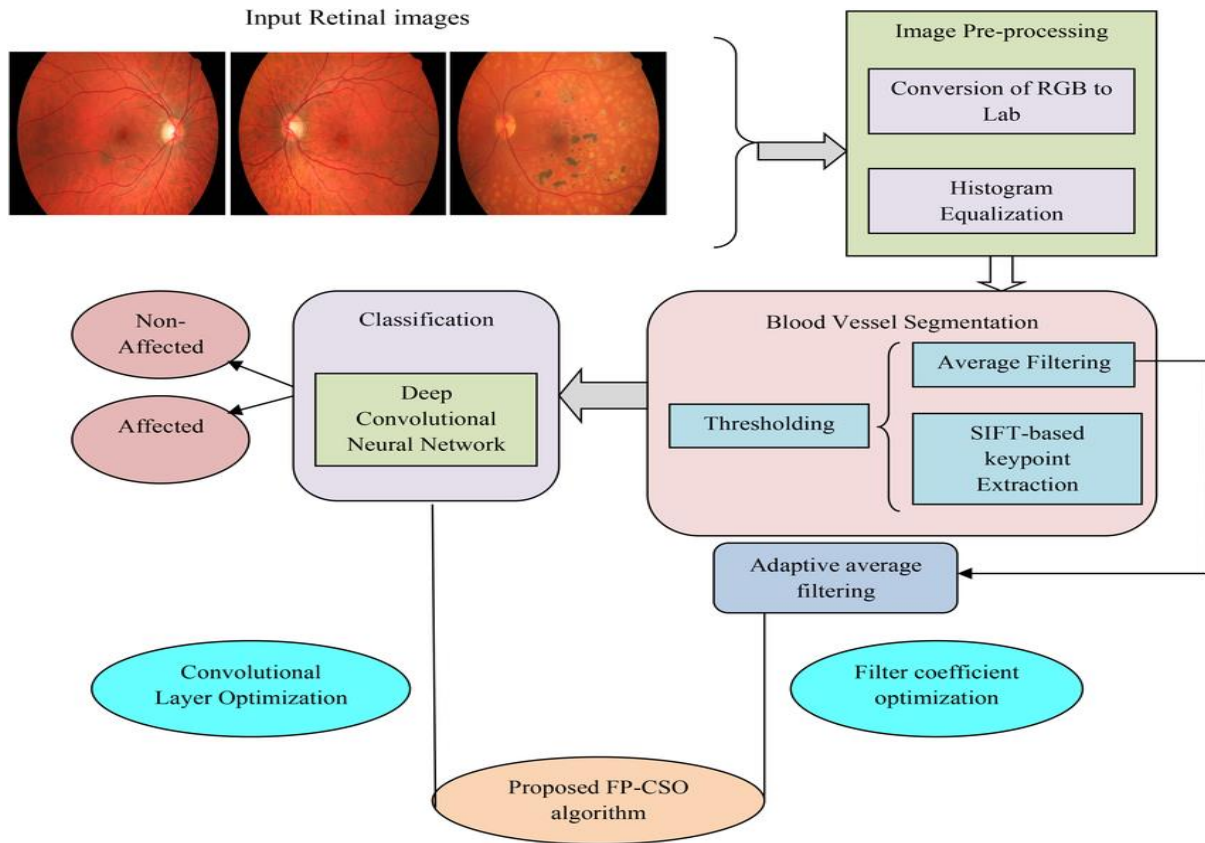 Input Retinal images
Image Pre-processing
Conversion of RGB to
Lab
Histogram
Equalization
Blood Vessel Segmentation
Average Filtering
Thresholding
SIFT-based
keypoint
Extraction
Classification
Deep
Convolutional
Neural Network
Non-
Affected
Affected
Adaptive average
filtering
Convolutional
Layer Optimization
Filter coefficient
optimization
Proposed FP-CSO
algorithm